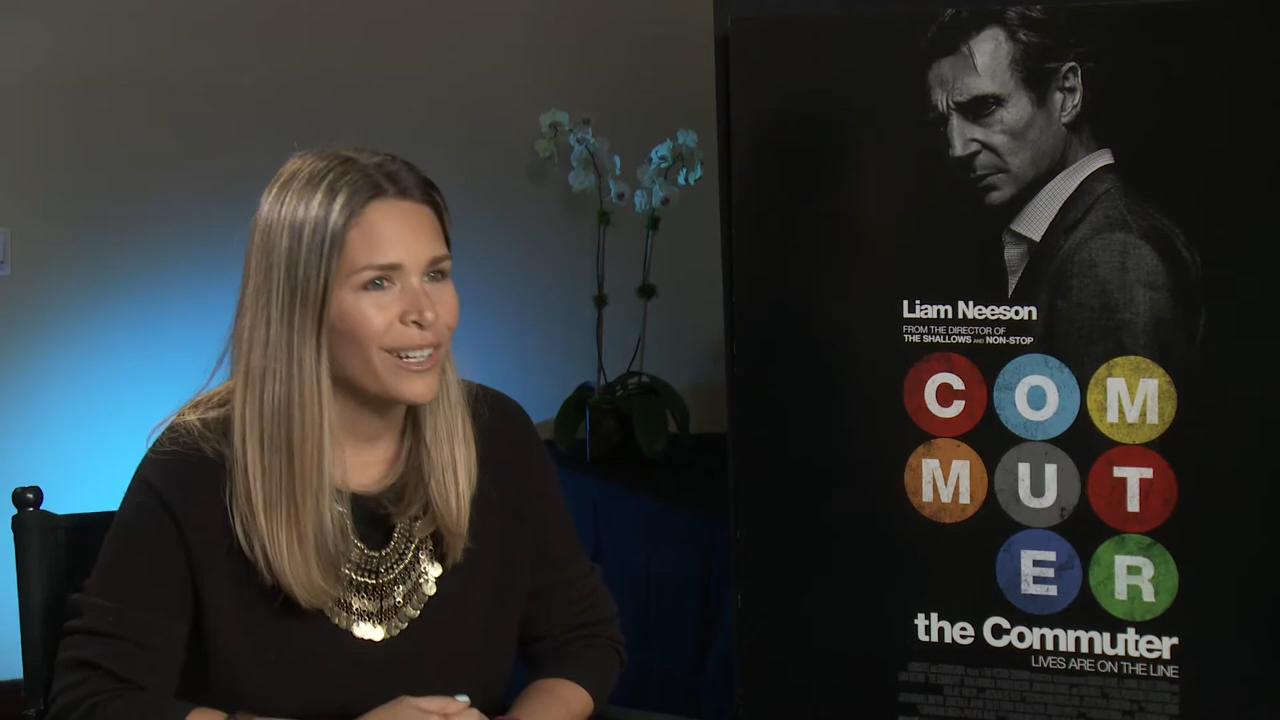 Liam Neeson
FROM THE DIRECTOR OF
THE SHALLOWS AND NON-STOP
COM
MUT
ER
the Commuter
LIVES ARE ON THE LINE